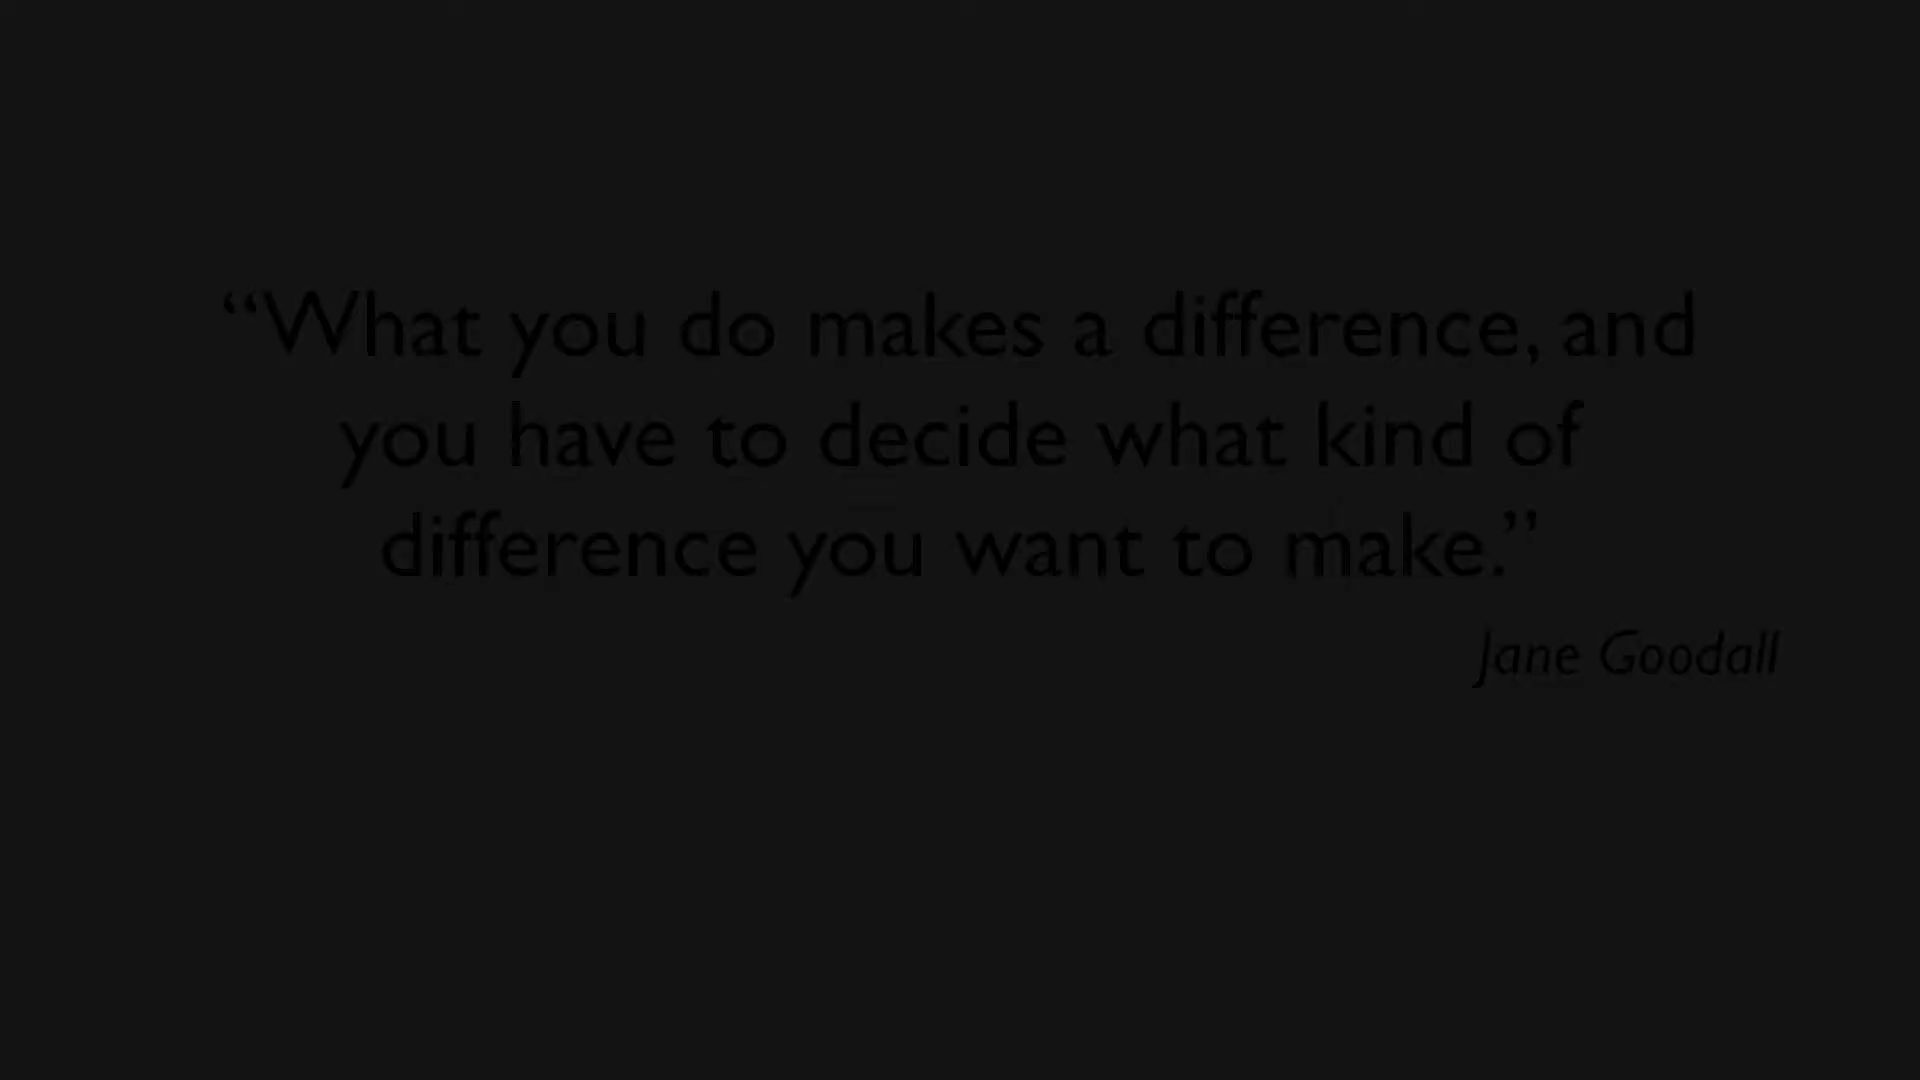 “What you do makes a difference, and
you have to decide what kind of
difference you want to make.”
Jane Goodall